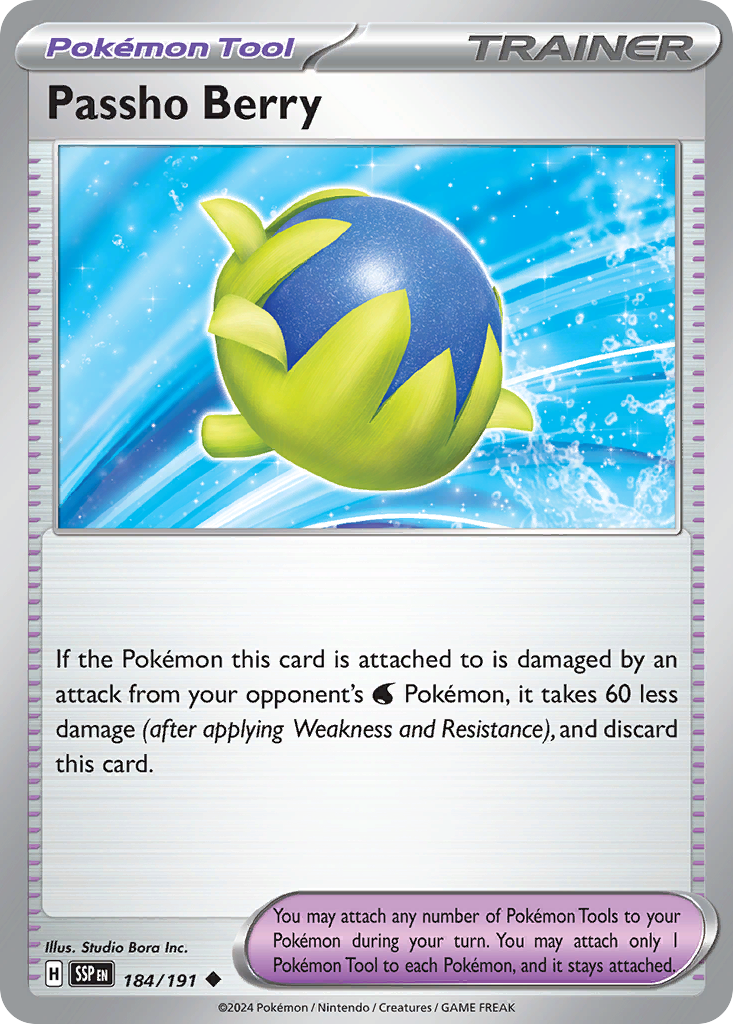 Pokémon Tool
TRAINER
Passho Berry
If the Pokémon this card is attached to is damaged by an
attack from your opponent's Pokémon, it takes 60 less
damage (after applying Weakness and Resistance), and discard
this card.
You may attach any number of Pokémon Tools to your
Pokémon during your turn. You may attach only 1
Pokémon Tool to each Pokémon, and it stays attached.
Illus. Studio Bora Inc.
H SSP EN 184/191
©2024 Pokémon / Nintendo / Creatures / GAME FREAK